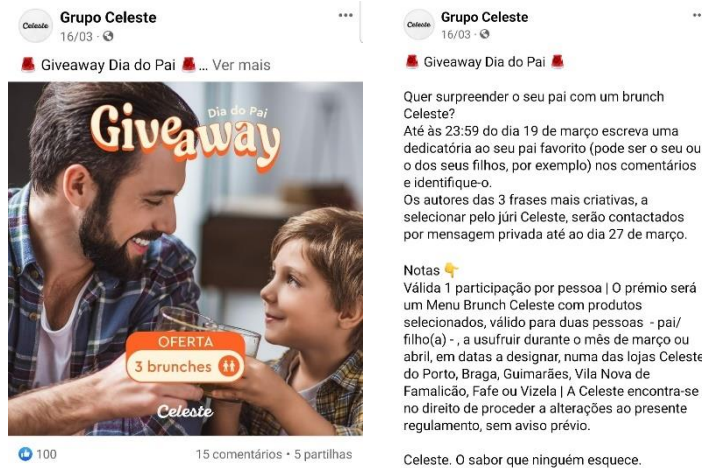 Celeste
Grupo Celeste
16/03
Giveaway Dia do Pai ... Ver mais
Dia do Pai
Giveaway
OFERTA
3 brunches
Celeste
100
15 comentários • 5 partilhas
Celeste
Grupo Celeste
16/03
Giveaway Dia do Pai
Quer surpreender o seu pai com um brunch
Celeste?
Até às 23:59 do dia 19 de março escreva uma
dedicatória ao seu pai favorito (pode ser o seu ou
o dos seus filhos, por exemplo) nos comentários
e identifique-o.
Os autores das 3 frases mais criativas, a
selecionar pelo júri Celeste, serão contactados
por mensagem privada até ao dia 27 de março.
Notas
Válida 1 participação por pessoa | O prémio será
um Menu Brunch Celeste com produtos
selecionados, válido para duas pessoas - pai/
filho(a) - , a usufruir durante o mês de março ou
abril, em datas a designar, numa das lojas Celeste
do Porto, Braga, Guimarães, Vila Nova de
Famalicão, Fafe ou Vizela | A Celeste encontra-se
no direito de proceder a alterações ao presente
regulamento, sem aviso prévio.
Celeste. O sabor que ninguém esquece.